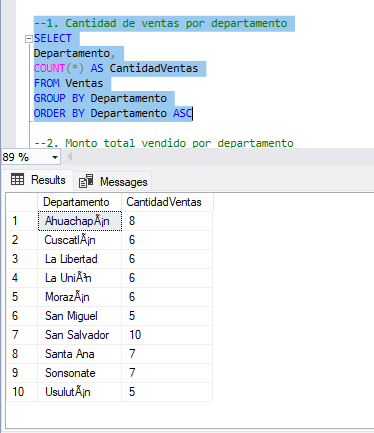 --1. Cantidad de ventas por departamento
SELECT
Departamento,
COUNT(*) AS CantidadVentas
FROM Ventas
GROUP BY Departamento
ORDER BY Departamento ASC
--2. Monto total vendido por departamento
89 %
Results Messages
Departamento CantidadVentas
1 AhuachapÃ¡n 8
2 CuscatlÃ¡n 6
3 La Libertad 6
4 La UniÃ³n 6
5 MorazÃ¡n 6
6 San Miguel 5
7 San Salvador 10
8 Santa Ana 7
9 Sonsonate 7
10 UsulutÃ¡n 5